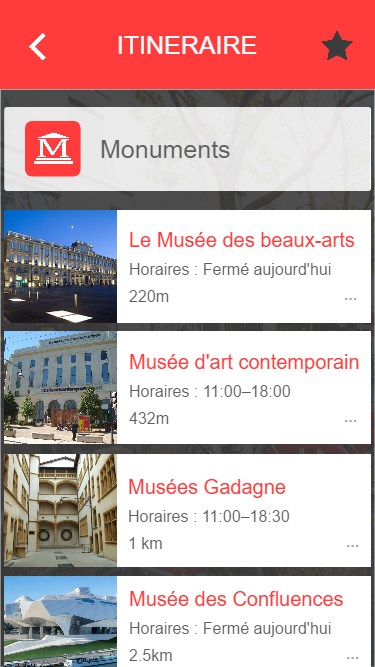 ITINERAIRE
M
Monuments
Le Musée des beaux-arts
Horaires : Fermé aujourd'hui
220m
...
Musée d'art contemporain
Horaires : 11:00–18:00
432m
...
Musées Gadagne
Horaires : 11:00–18:30
1 km
...
Musée des Confluences
Horaires : Fermé aujourd'hui
2.5km
...